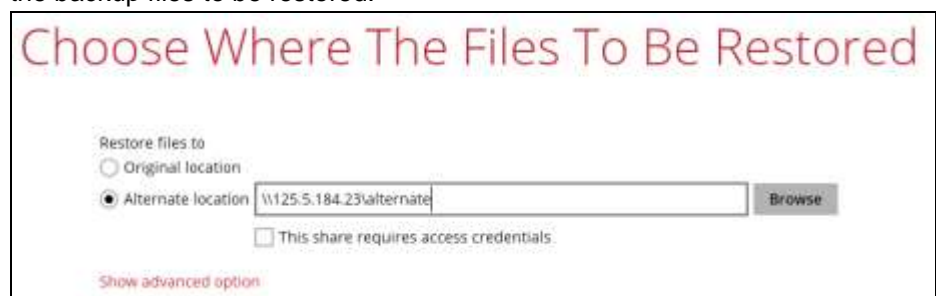 the backup files to be restored.
Choose Where The Files To Be Restored
Restore files to
Original location
Alternate location \\125.5.184.23\alternate Browse
This share requires access credentials
Show advanced option